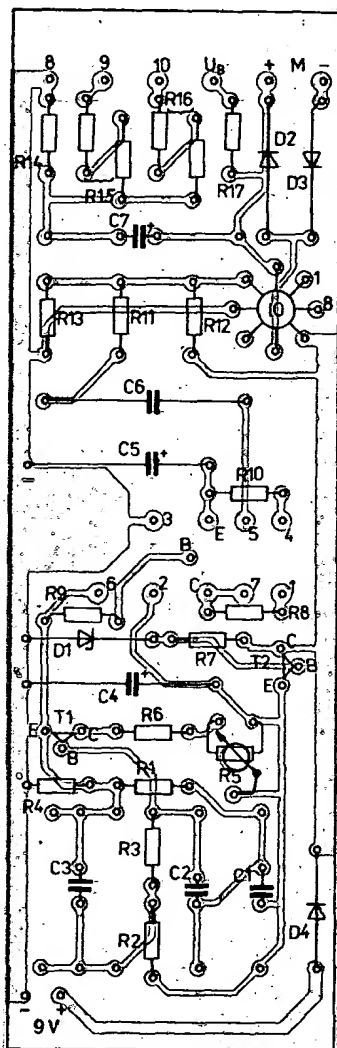 8 9 10 UB + M -
R16
R14 R15 R17 D2 D3
C7 +
1
8
R13 R11 R12
C6
C5 +
-
R10
3 E 5 4
B
6 2 C 7 1
R9 R8
D1 R7 C
T2 B
C4 + E
T1 R6
E C
B R5
R4 R1
R3
C3 C2 C1
R2 D4
- +
9V